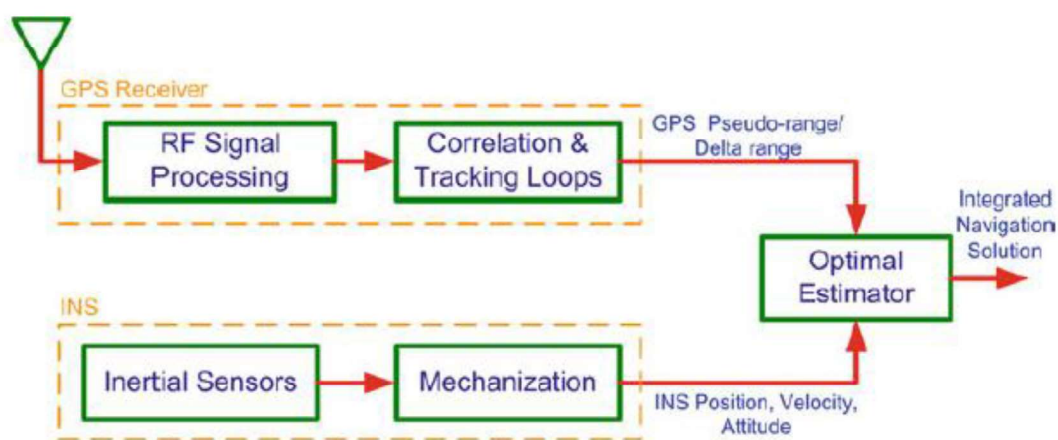 GPS Receiver
RF Signal
Processing
Correlation &
Tracking Loops
GPS Pseudo-range/
Delta range
Integrated
Navigation
Solution
Optimal
Estimator
INS
Inertial Sensors
Mechanization
INS Position, Velocity,
Attitude